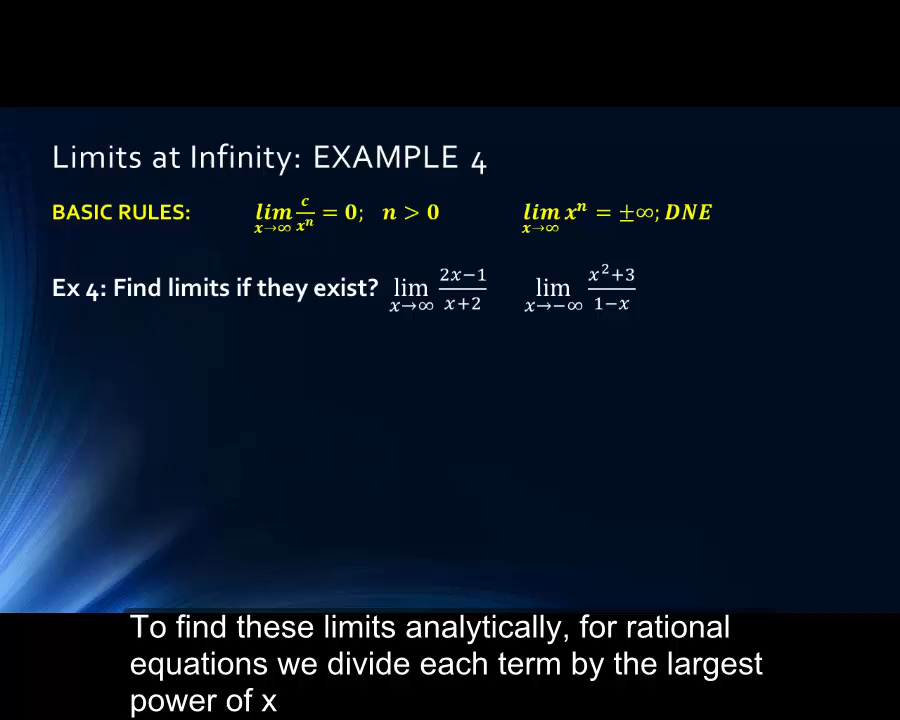 Limits at Infinity: EXAMPLE 4
BASIC RULES: lim x→∞ c/xⁿ = 0; n > 0 lim x→∞ xⁿ = ±∞; DNE
Ex 4: Find limits if they exist? lim x→∞ 2x−1/x+2 lim x→−∞ x²+3/1−x
To find these limits analytically, for rational
equations we divide each term by the largest
power of x